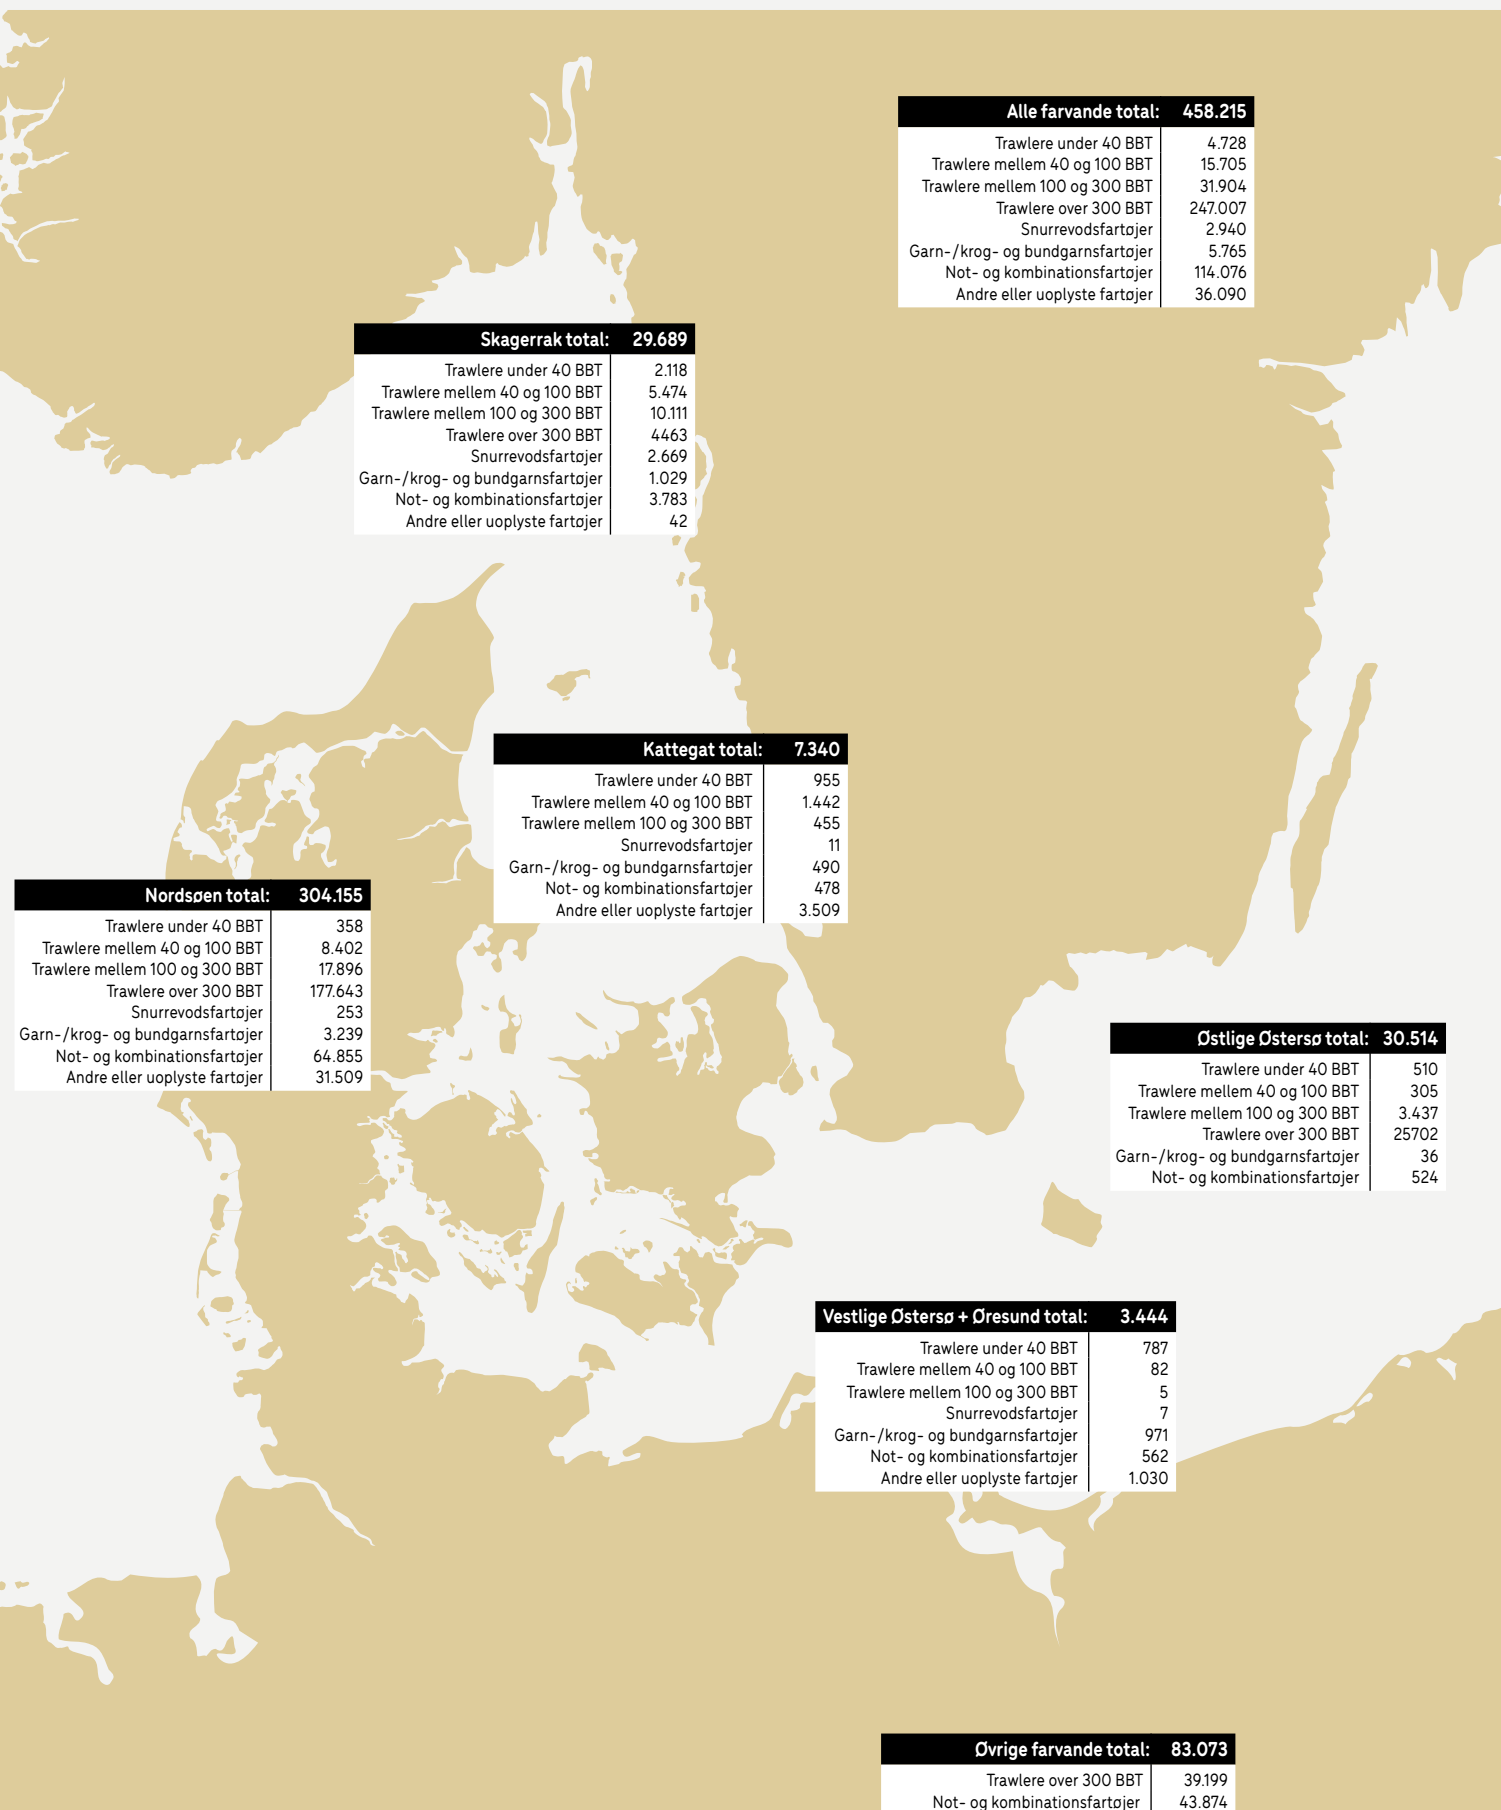 Alle farvande total: 458.215
Trawlere under 40 BBT 4.728
Trawlere mellem 40 og 100 BBT 15.705
Trawlere mellem 100 og 300 BBT 31.904
Trawlere over 300 BBT 247.007
Snurrevodsfartøjer 2.940
Garn-/krog- og bundgarnsfartøjer 5.765
Not- og kombinationsfartøjer 114.076
Andre eller uoplyste fartøjer 36.090
Skagerrak total: 29.689
Trawlere under 40 BBT 2.118
Trawlere mellem 40 og 100 BBT 5.474
Trawlere mellem 100 og 300 BBT 10.111
Trawlere over 300 BBT 4463
Snurrevodsfartøjer 2.669
Garn-/krog- og bundgarnsfartøjer 1.029
Not- og kombinationsfartøjer 3.783
Andre eller uoplyste fartøjer 42
Kattegat total: 7.340
Trawlere under 40 BBT 955
Trawlere mellem 40 og 100 BBT 1.442
Trawlere mellem 100 og 300 BBT 455
Snurrevodsfartøjer 11
Garn-/krog- og bundgarnsfartøjer 490
Not- og kombinationsfartøjer 478
Andre eller uoplyste fartøjer 3.509
Nordsøen total: 304.155
Trawlere under 40 BBT 358
Trawlere mellem 40 og 100 BBT 8.402
Trawlere mellem 100 og 300 BBT 17.896
Trawlere over 300 BBT 177.643
Snurrevodsfartøjer 253
Garn-/krog- og bundgarnsfartøjer 3.239
Not- og kombinationsfartøjer 64.855
Andre eller uoplyste fartøjer 31.509
Østlige Østersø total: 30.514
Trawlere under 40 BBT 510
Trawlere mellem 40 og 100 BBT 305
Trawlere mellem 100 og 300 BBT 3.437
Trawlere over 300 BBT 25702
Garn-/krog- og bundgarnsfartøjer 36
Not- og kombinationsfartøjer 524
Vestlige Østersø + Øresund total: 3.444
Trawlere under 40 BBT 787
Trawlere mellem 40 og 100 BBT 82
Trawlere mellem 100 og 300 BBT 5
Snurrevodsfartøjer 7
Garn-/krog- og bundgarnsfartøjer 971
Not- og kombinationsfartøjer 562
Andre eller uoplyste fartøjer 1.030
Øvrige farvande total: 83.073
Trawlere over 300 BBT 39.199
Not- og kombinationsfartøjer 43.874